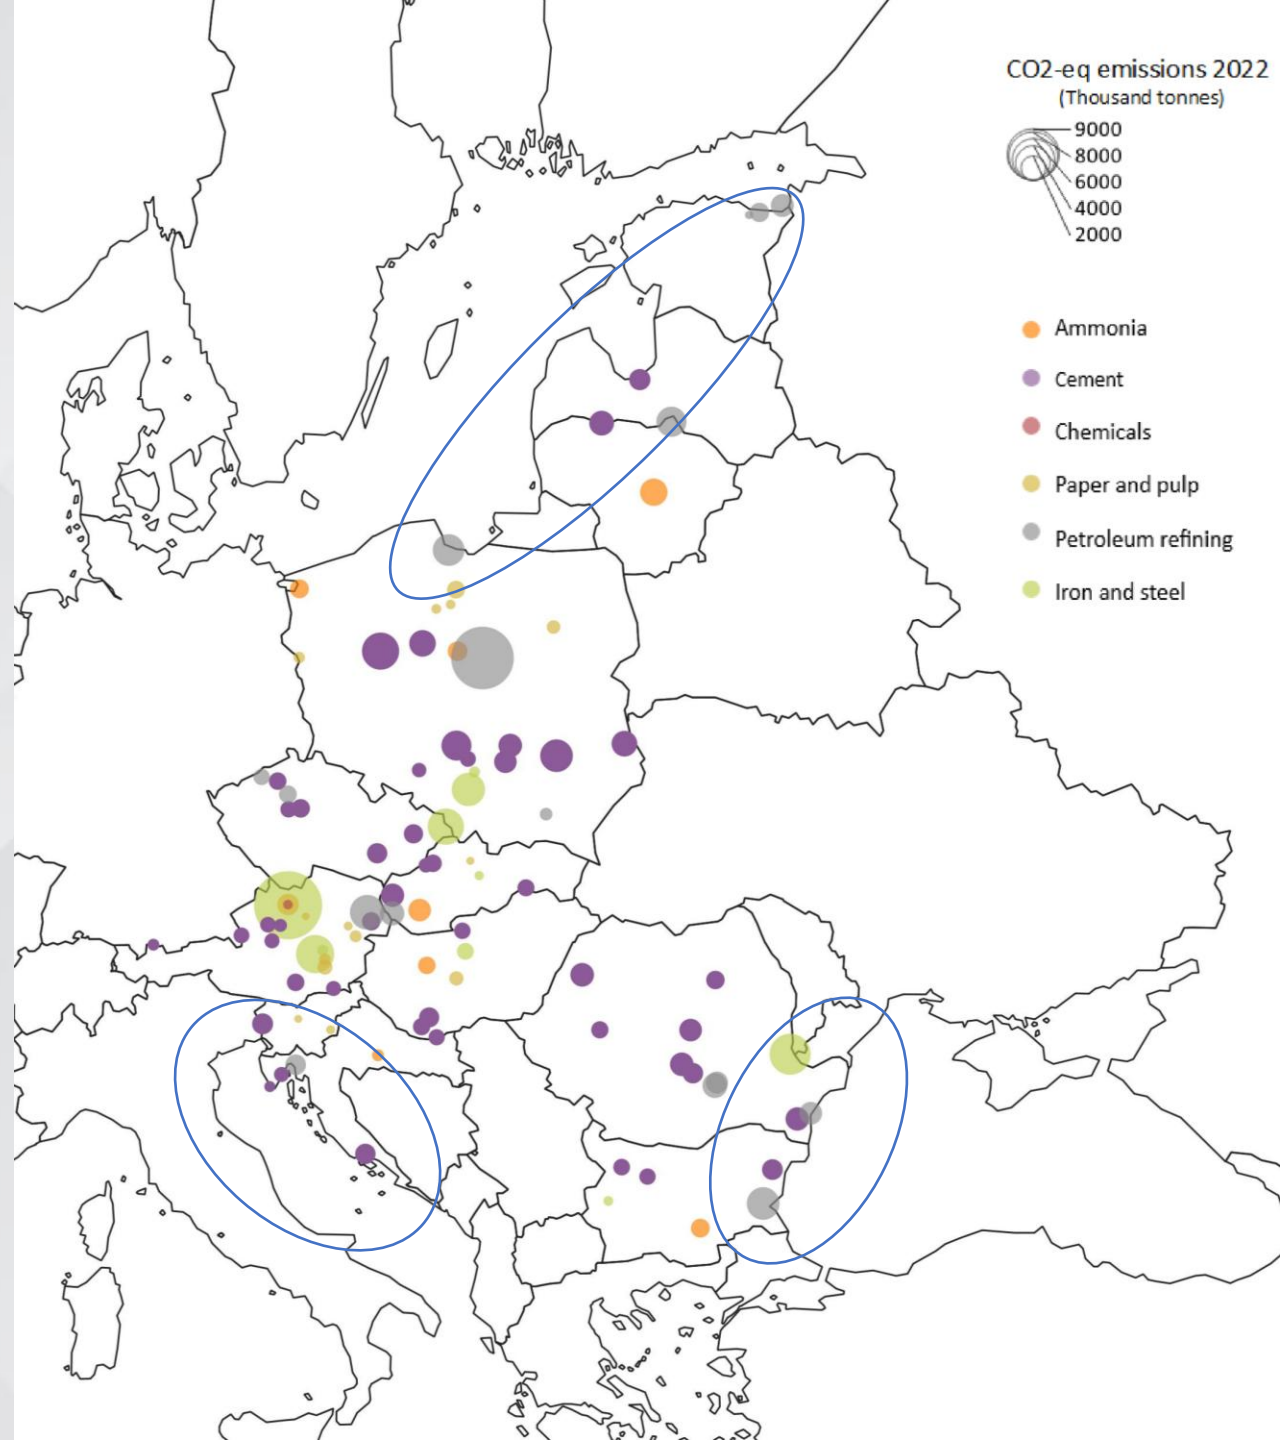 CO2-eq emissions 2022
(Thousand tonnes)
9000
8000
6000
4000
2000
Ammonia
Cement
Chemicals
Paper and pulp
Petroleum refining
Iron and steel